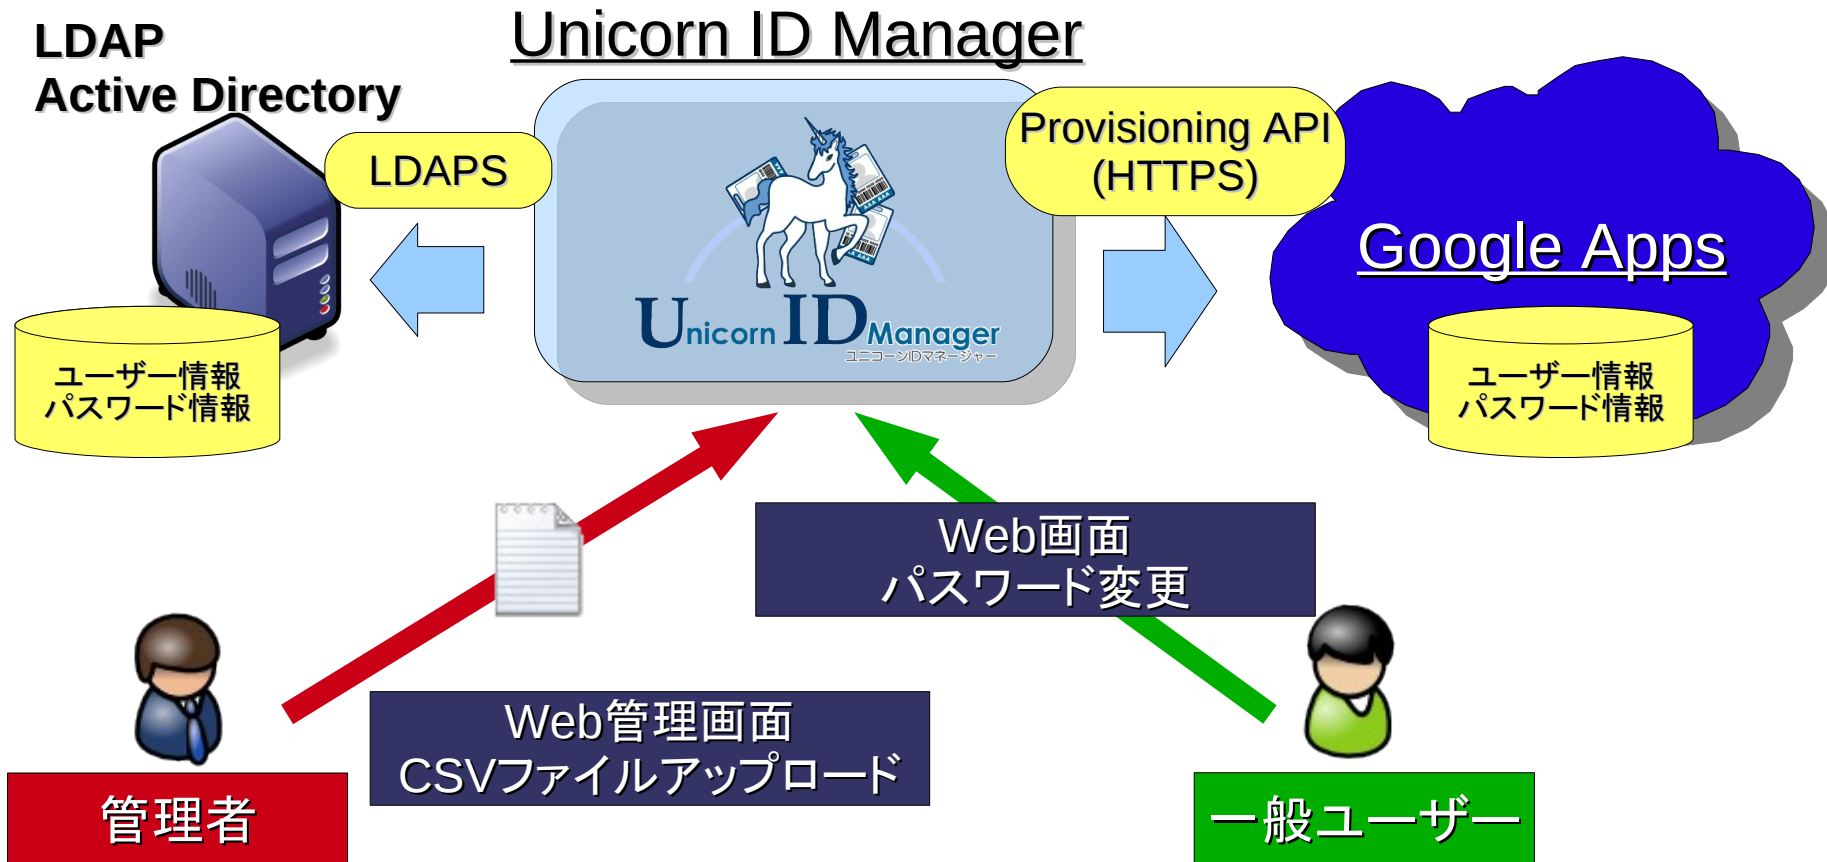 LDAP
Active Directory
Unicorn ID Manager
LDAPS
Provisioning API
(HTTPS)
Unicorn ID Manager
ユニコーンIDマネージャー
Google Apps
ユーザー情報
パスワード情報
ユーザー情報
パスワード情報
Web画面
パスワード変更
Web管理画面
CSVファイルアップロード
管理者
一般ユーザー